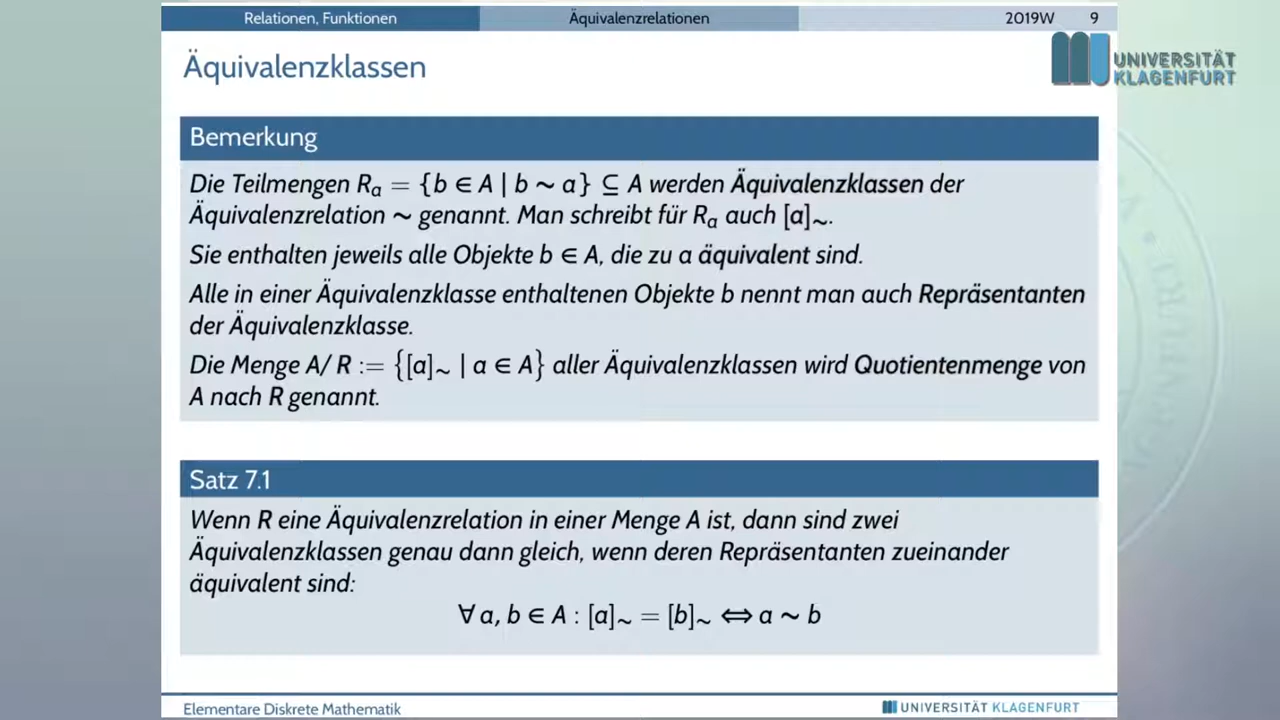 Relationen, Funktionen Äquivalenzrelationen 2019W 9
Äquivalenzklassen
UNIVERSITÄT
KLAGENFURT
Bemerkung
Die Teilmengen Rₐ = {b ∈ A | b ∼ a} ⊆ A werden Äquivalenzklassen der
Äquivalenzrelation ∼ genannt. Man schreibt für Rₐ auch [a]∼.
Sie enthalten jeweils alle Objekte b ∈ A, die zu a äquivalent sind.
Alle in einer Äquivalenzklasse enthaltenen Objekte b nennt man auch Repräsentanten
der Äquivalenzklasse.
Die Menge A/ R := {[a]∼ | a ∈ A} aller Äquivalenzklassen wird Quotientenmenge von
A nach R genannt.
Satz 7.1
Wenn R eine Äquivalenzrelation in einer Menge A ist, dann sind zwei
Äquivalenzklassen genau dann gleich, wenn deren Repräsentanten zueinander
äquivalent sind:
∀ a, b ∈ A : [a]∼ = [b]∼ ⟺ a ∼ b
Elementare Diskrete Mathematik UNIVERSITÄT KLAGENFURT